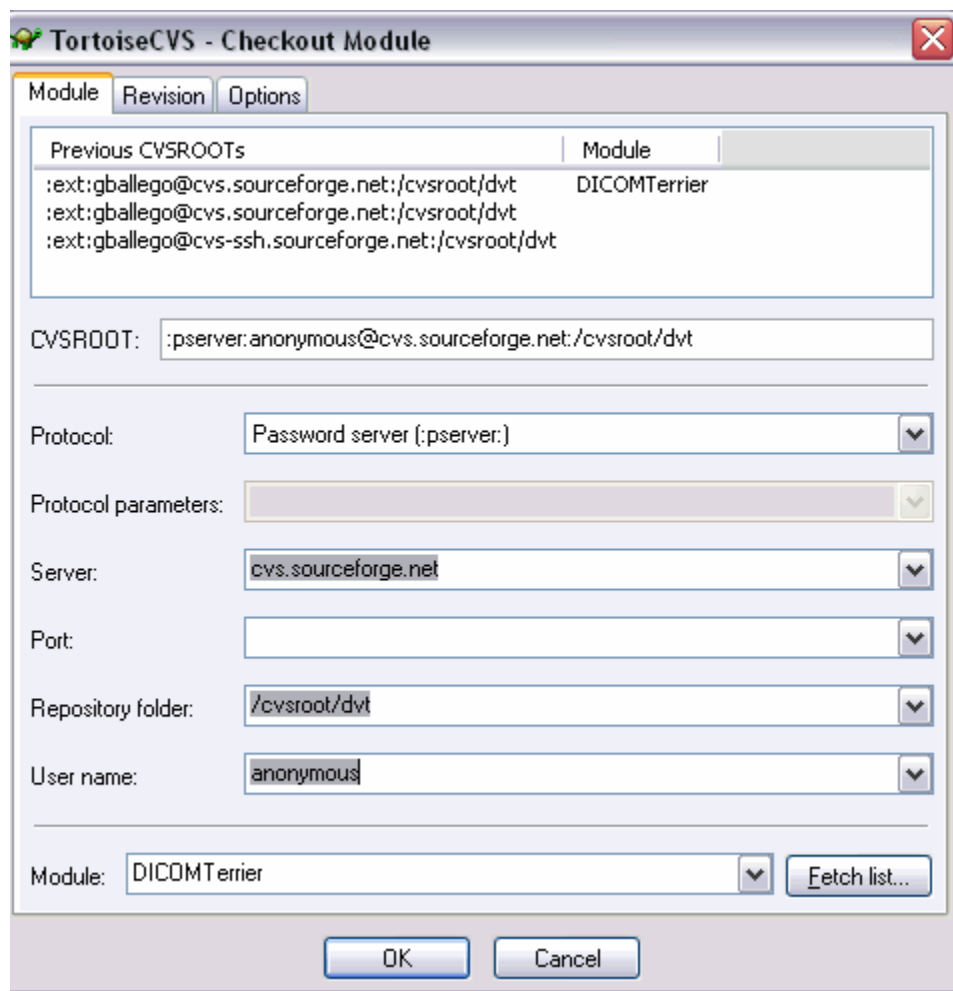 TortoiseCVS - Checkout Module
Module Revision Options
Previous CVSROOTs Module
:ext:gballego@cvs.sourceforge.net:/cvsroot/dvt DICOMTerrier
:ext:gballego@cvs.sourceforge.net:/cvsroot/dvt
:ext:gballego@cvs-ssh.sourceforge.net:/cvsroot/dvt
CVSROOT: :pserver:anonymous@cvs.sourceforge.net:/cvsroot/dvt
Protocol: Password server (:pserver:)
Protocol parameters:
Server: cvs.sourceforge.net
Port:
Repository folder: /cvsroot/dvt
User name: anonymous
Module: DICOMTerrier Fetch list...
OK Cancel